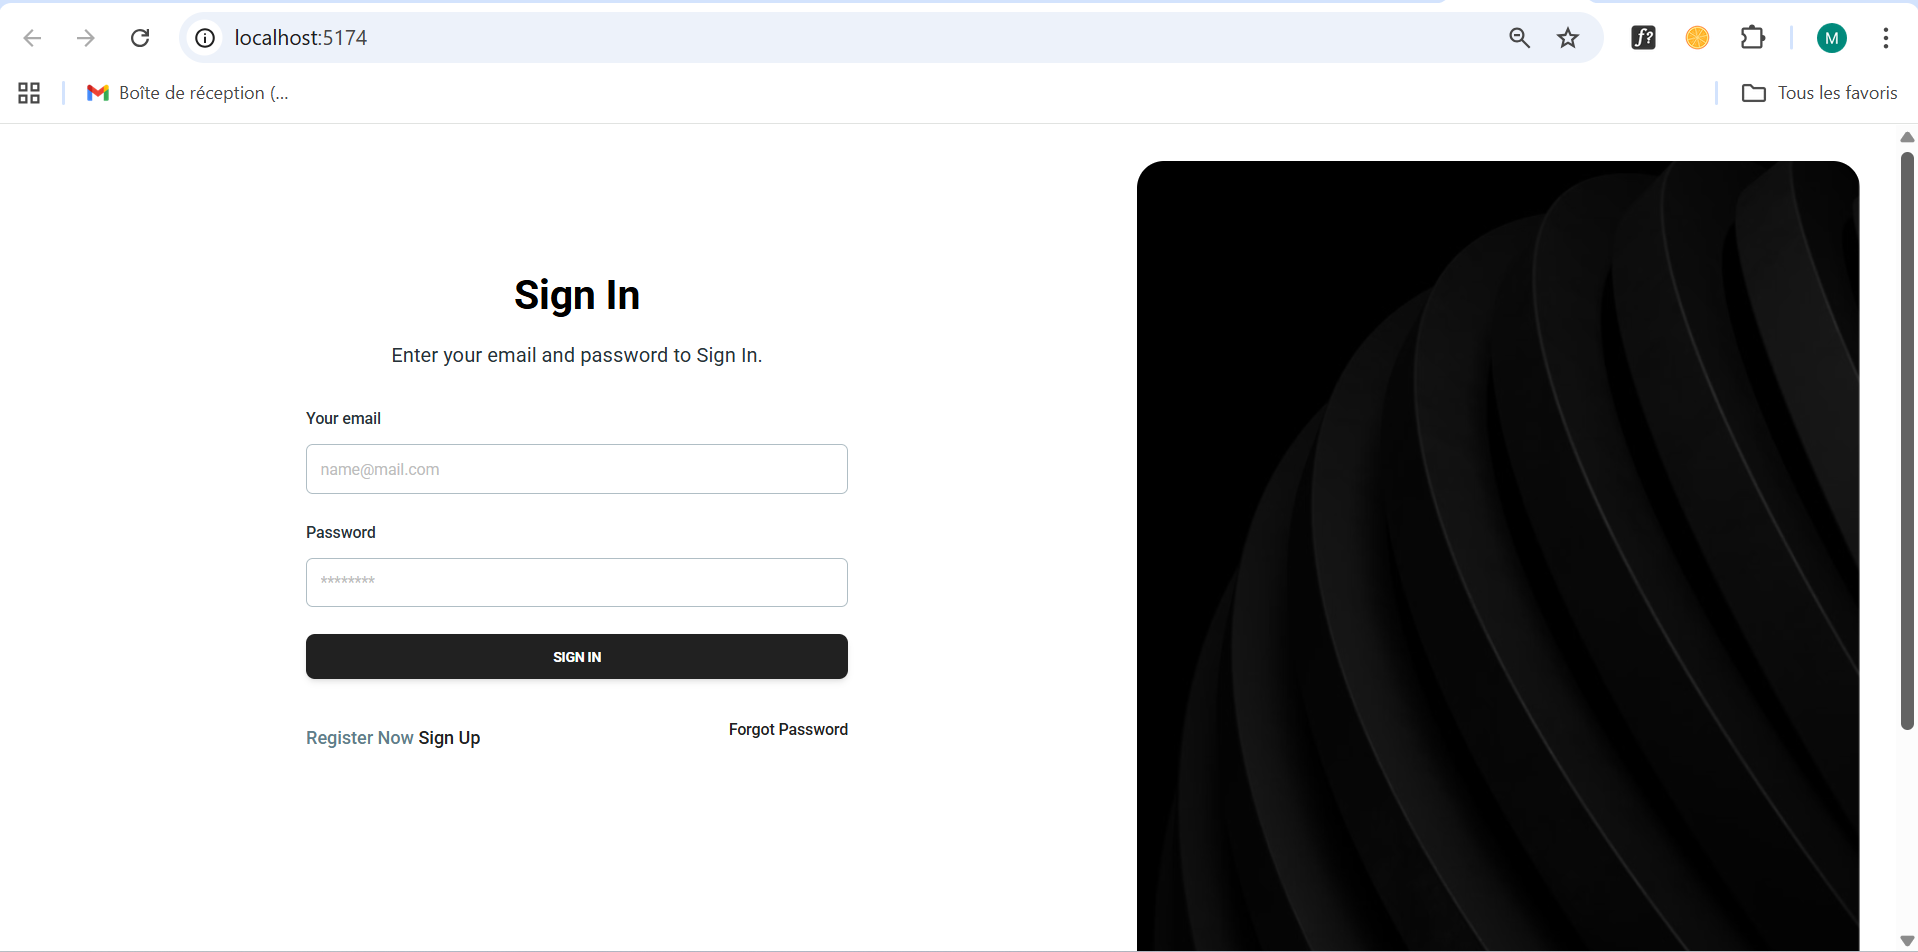 localhost:5174
f?
M
Boîte de réception (...
Tous les favoris
Sign In
Enter your email and password to Sign In.
Your email
name@mail.com
Password
********
SIGN IN
Register Now Sign Up
Forgot Password